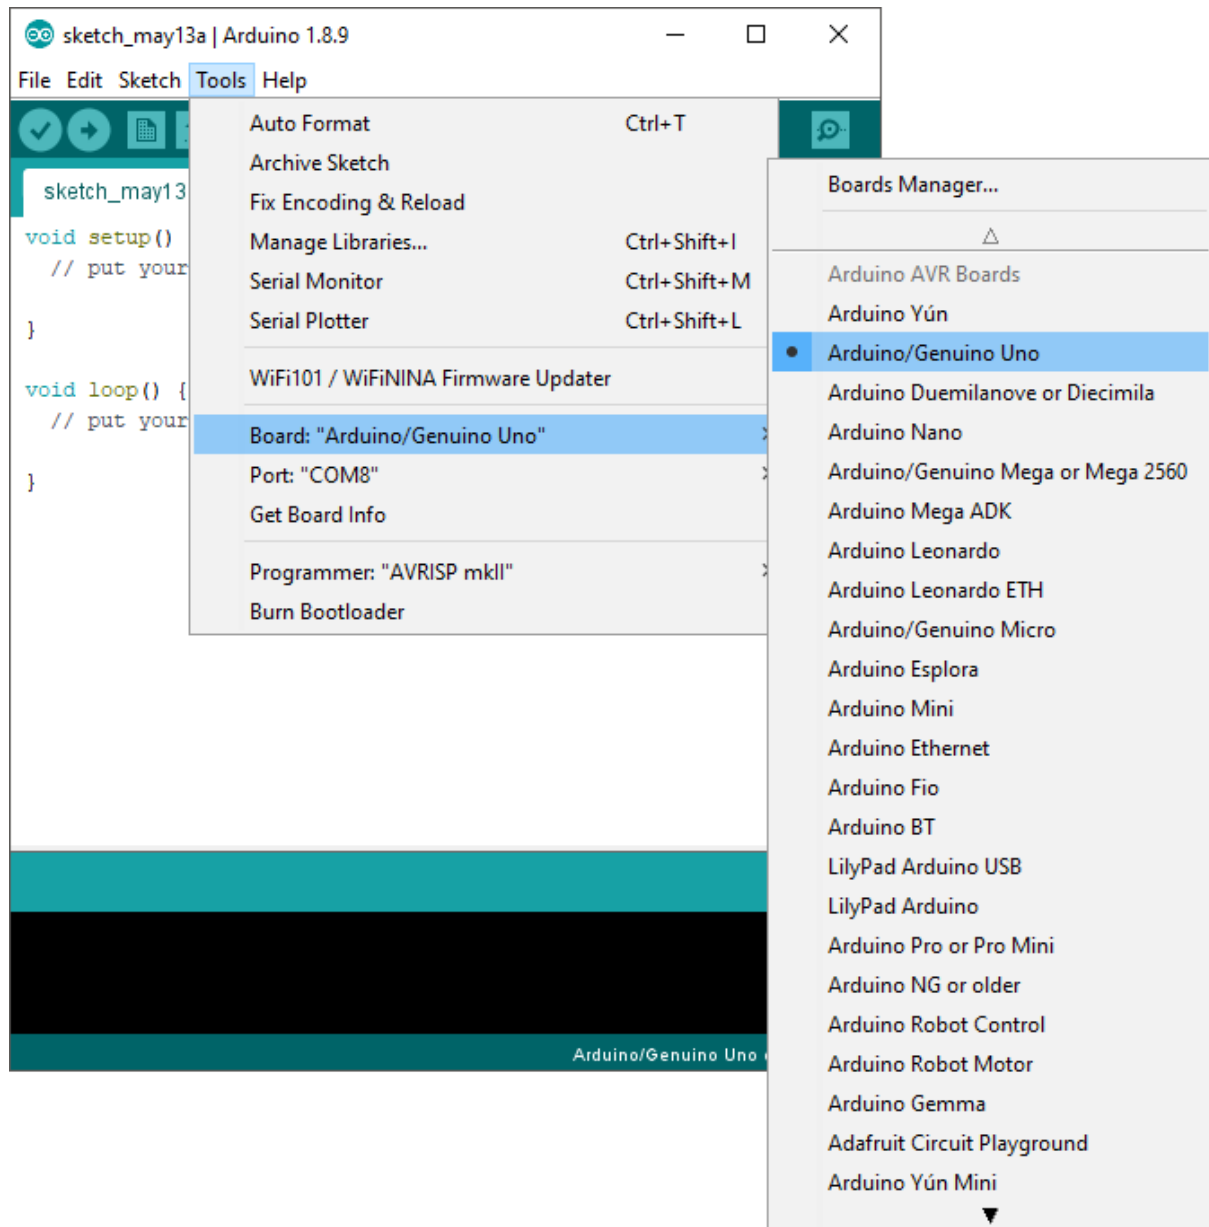 sketch_may13a | Arduino 1.8.9
File Edit Sketch Tools Help
sketch_may13
void setup()
// put your
}
void loop() {
// put your
}
Auto Format Ctrl+T
Archive Sketch
Fix Encoding & Reload
Manage Libraries... Ctrl+Shift+I
Serial Monitor Ctrl+Shift+M
Serial Plotter Ctrl+Shift+L
WiFi101 / WiFiNINA Firmware Updater
Board: "Arduino/Genuino Uno"
Port: "COM8"
Get Board Info
Programmer: "AVRISP mkII"
Burn Bootloader
Boards Manager...
Arduino AVR Boards
Arduino Yún
Arduino/Genuino Uno
Arduino Duemilanove or Diecimila
Arduino Nano
Arduino/Genuino Mega or Mega 2560
Arduino Mega ADK
Arduino Leonardo
Arduino Leonardo ETH
Arduino/Genuino Micro
Arduino Esplora
Arduino Mini
Arduino Ethernet
Arduino Fio
Arduino BT
LilyPad Arduino USB
LilyPad Arduino
Arduino Pro or Pro Mini
Arduino NG or older
Arduino Robot Control
Arduino Robot Motor
Arduino Gemma
Adafruit Circuit Playground
Arduino Yún Mini
Arduino/Genuino Uno